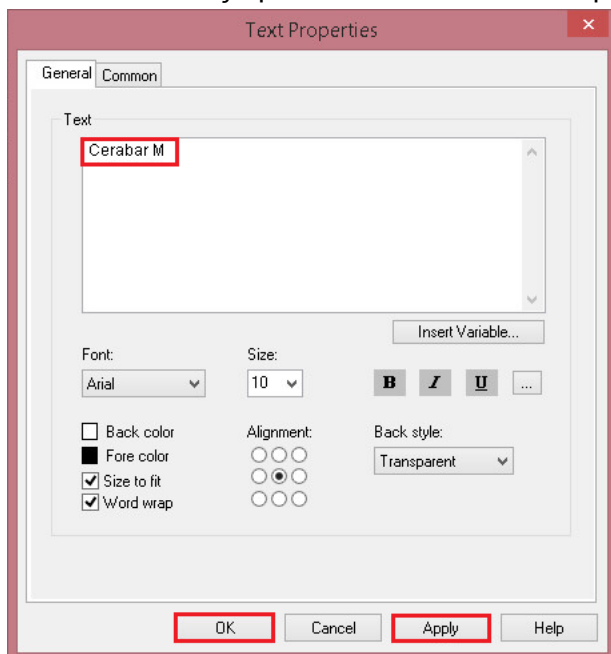 Text Properties ×
General Common
Text
Cerabar M
Insert Variable...
Font: Size:
Arial 10 B I U ...
Back color Alignment: Back style:
Fore color Transparent
Size to fit
Word wrap
OK Cancel Apply Help